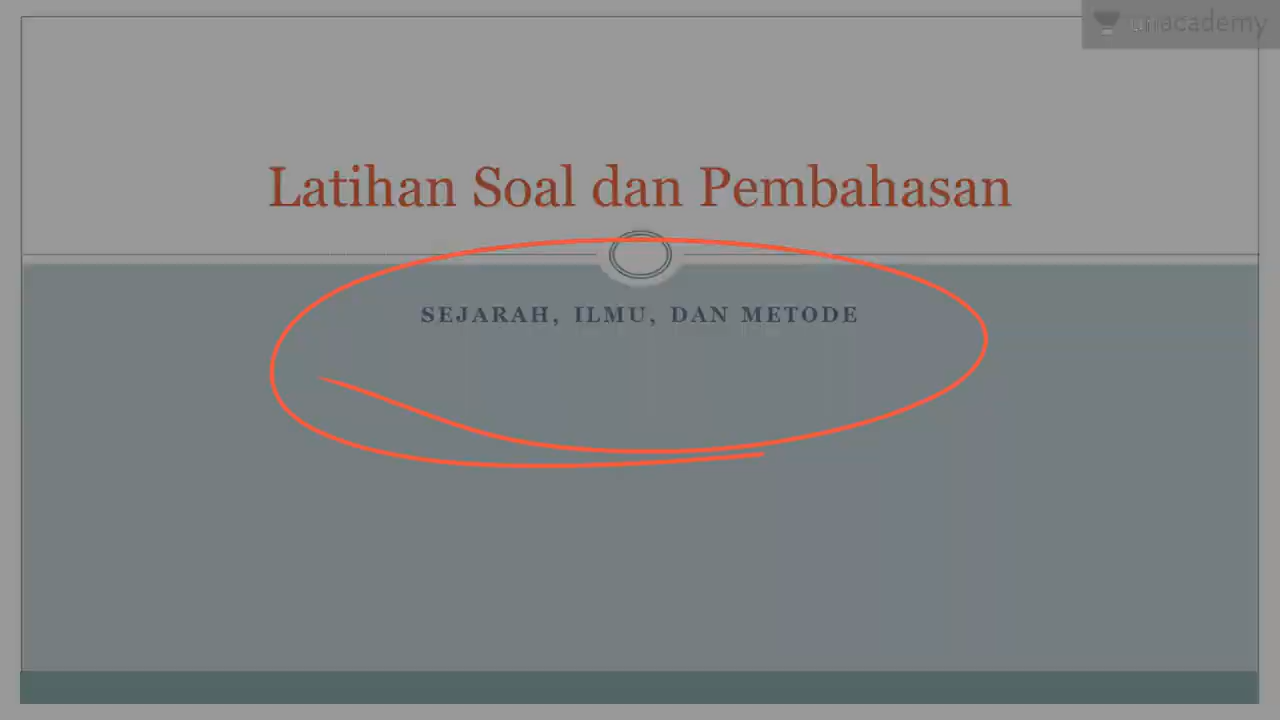 unacademy
Latihan Soal dan Pembahasan
SEJARAH, ILMU, DAN METODE